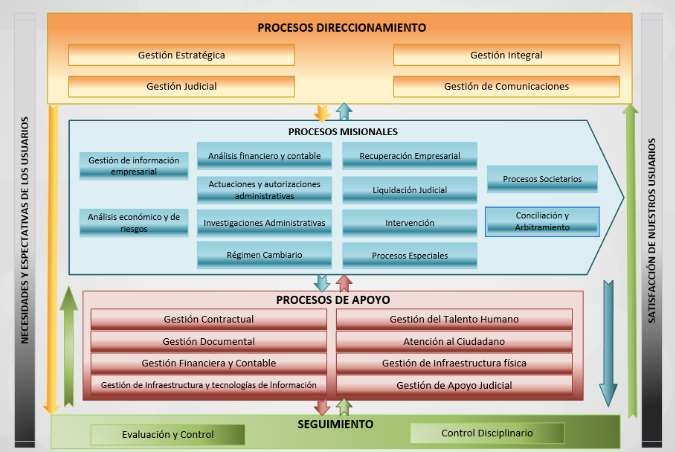 PROCESOS DIRECCIONAMIENTO
Gestión Estratégica
Gestión Integral
Gestión Judicial
Gestión de Comunicaciones
NECESIDADES Y ESPECTATIVAS DE LOS USUARIOS
SATISFACCIÓN DE NUESTROS USUARIOS
PROCESOS MISIONALES
Gestión de información
empresarial
Análisis económico y de
riesgos
Análisis financiero y contable
Actuaciones y autorizaciones
administrativas
Investigaciones Administrativas
Régimen Cambiario
Recuperación Empresarial
Liquidación Judicial
Intervención
Procesos Especiales
Procesos Societarios
Conciliación y
Arbitramiento
PROCESOS DE APOYO
Gestión Contractual
Gestión del Talento Humano
Gestión Documental
Atención al Ciudadano
Gestión Financiera y Contable
Gestión de Infraestructura física
Gestión de Infraestructura y tecnologías de Información
Gestión de Apoyo Judicial
SEGUIMIENTO
Evaluación y Control
Control Disciplinario